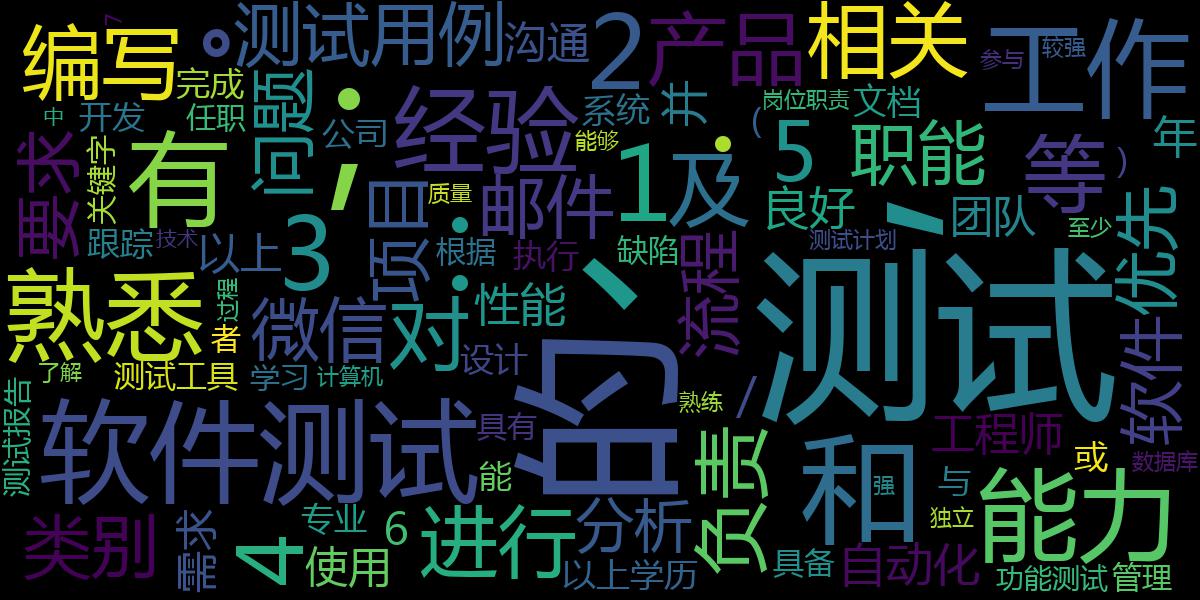 编写
。
测试用例
沟通
2
产品
相关
工作
参与
较强
7
完成
任职
中
开发
问题
;
公司
经验
系统
能够
并
岗位职责
文档
(
年
要求
关键字
有
项目
质量
邮件
1
及
;
5
职能
等
)
良好
团队
优先
至少
跟踪
技术
以上
3
:
根据
执行
缺陷
流程
测试计划
,
熟悉
过程
者
微信
对
性能
、
测试
软件
了解
测试工具
学习
计算机
设计
的
熟练
/
测试报告
软件测试
具有
能
负责
和
强
工程师
或
数据库
与
独立
能力
类别
需求
4
专业
使用
6
进行
分析
以上学历
具备
自动化
功能测试
管理